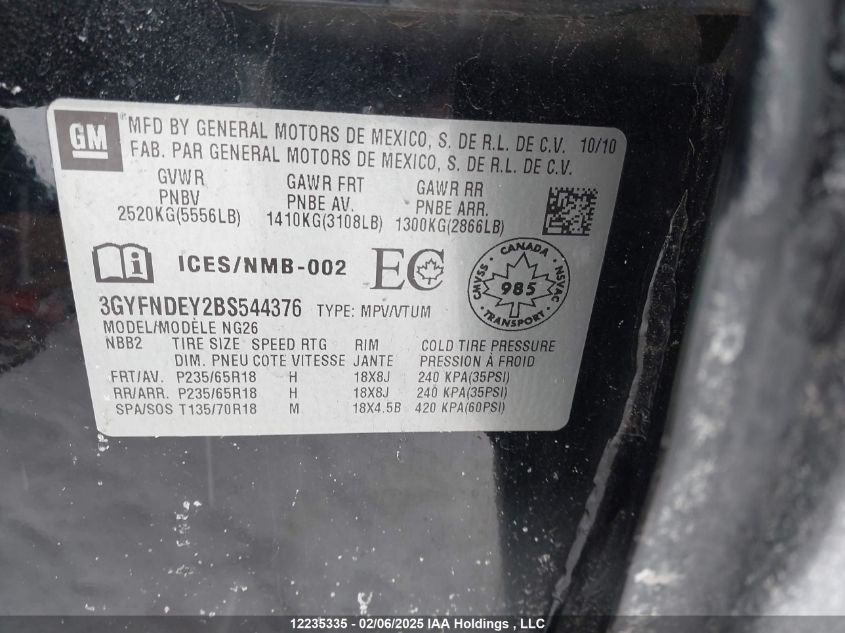 GM
MFD BY GENERAL MOTORS DE MEXICO, S. DE R.L. DE C.V. 10/10
FAB. PAR GENERAL MOTORS DE MEXICO, S. DE R.L. DE C.V.
GVWR GAWR FRT GAWR RR
PNBV PNBE AV. PNBE ARR.
2520KG(5556LB) 1410KG(3108LB) 1300KG(2866LB)
i ICES/NMB-002 EC
CANADA
CMVSS 985 NSVAC
TRANSPORT
3GYFNDEY2BS544376 TYPE: MPV/VTUM
MODEL/MODÈLE NG26
NBB2 TIRE SIZE SPEED RTG RIM COLD TIRE PRESSURE
DIM. PNEU COTE VITESSE JANTE PRESSION À FROID
FRT/AV. P235/65R18 H 18X8J 240 KPA(35PSI)
RR/ARR. P235/65R18 H 18X8J 240 KPA(35PSI)
SPA/SOS T135/70R18 M 18X4.5B 420 KPA(60PSI)
12235335 - 02/06/2025 IAA Holdings , LLC